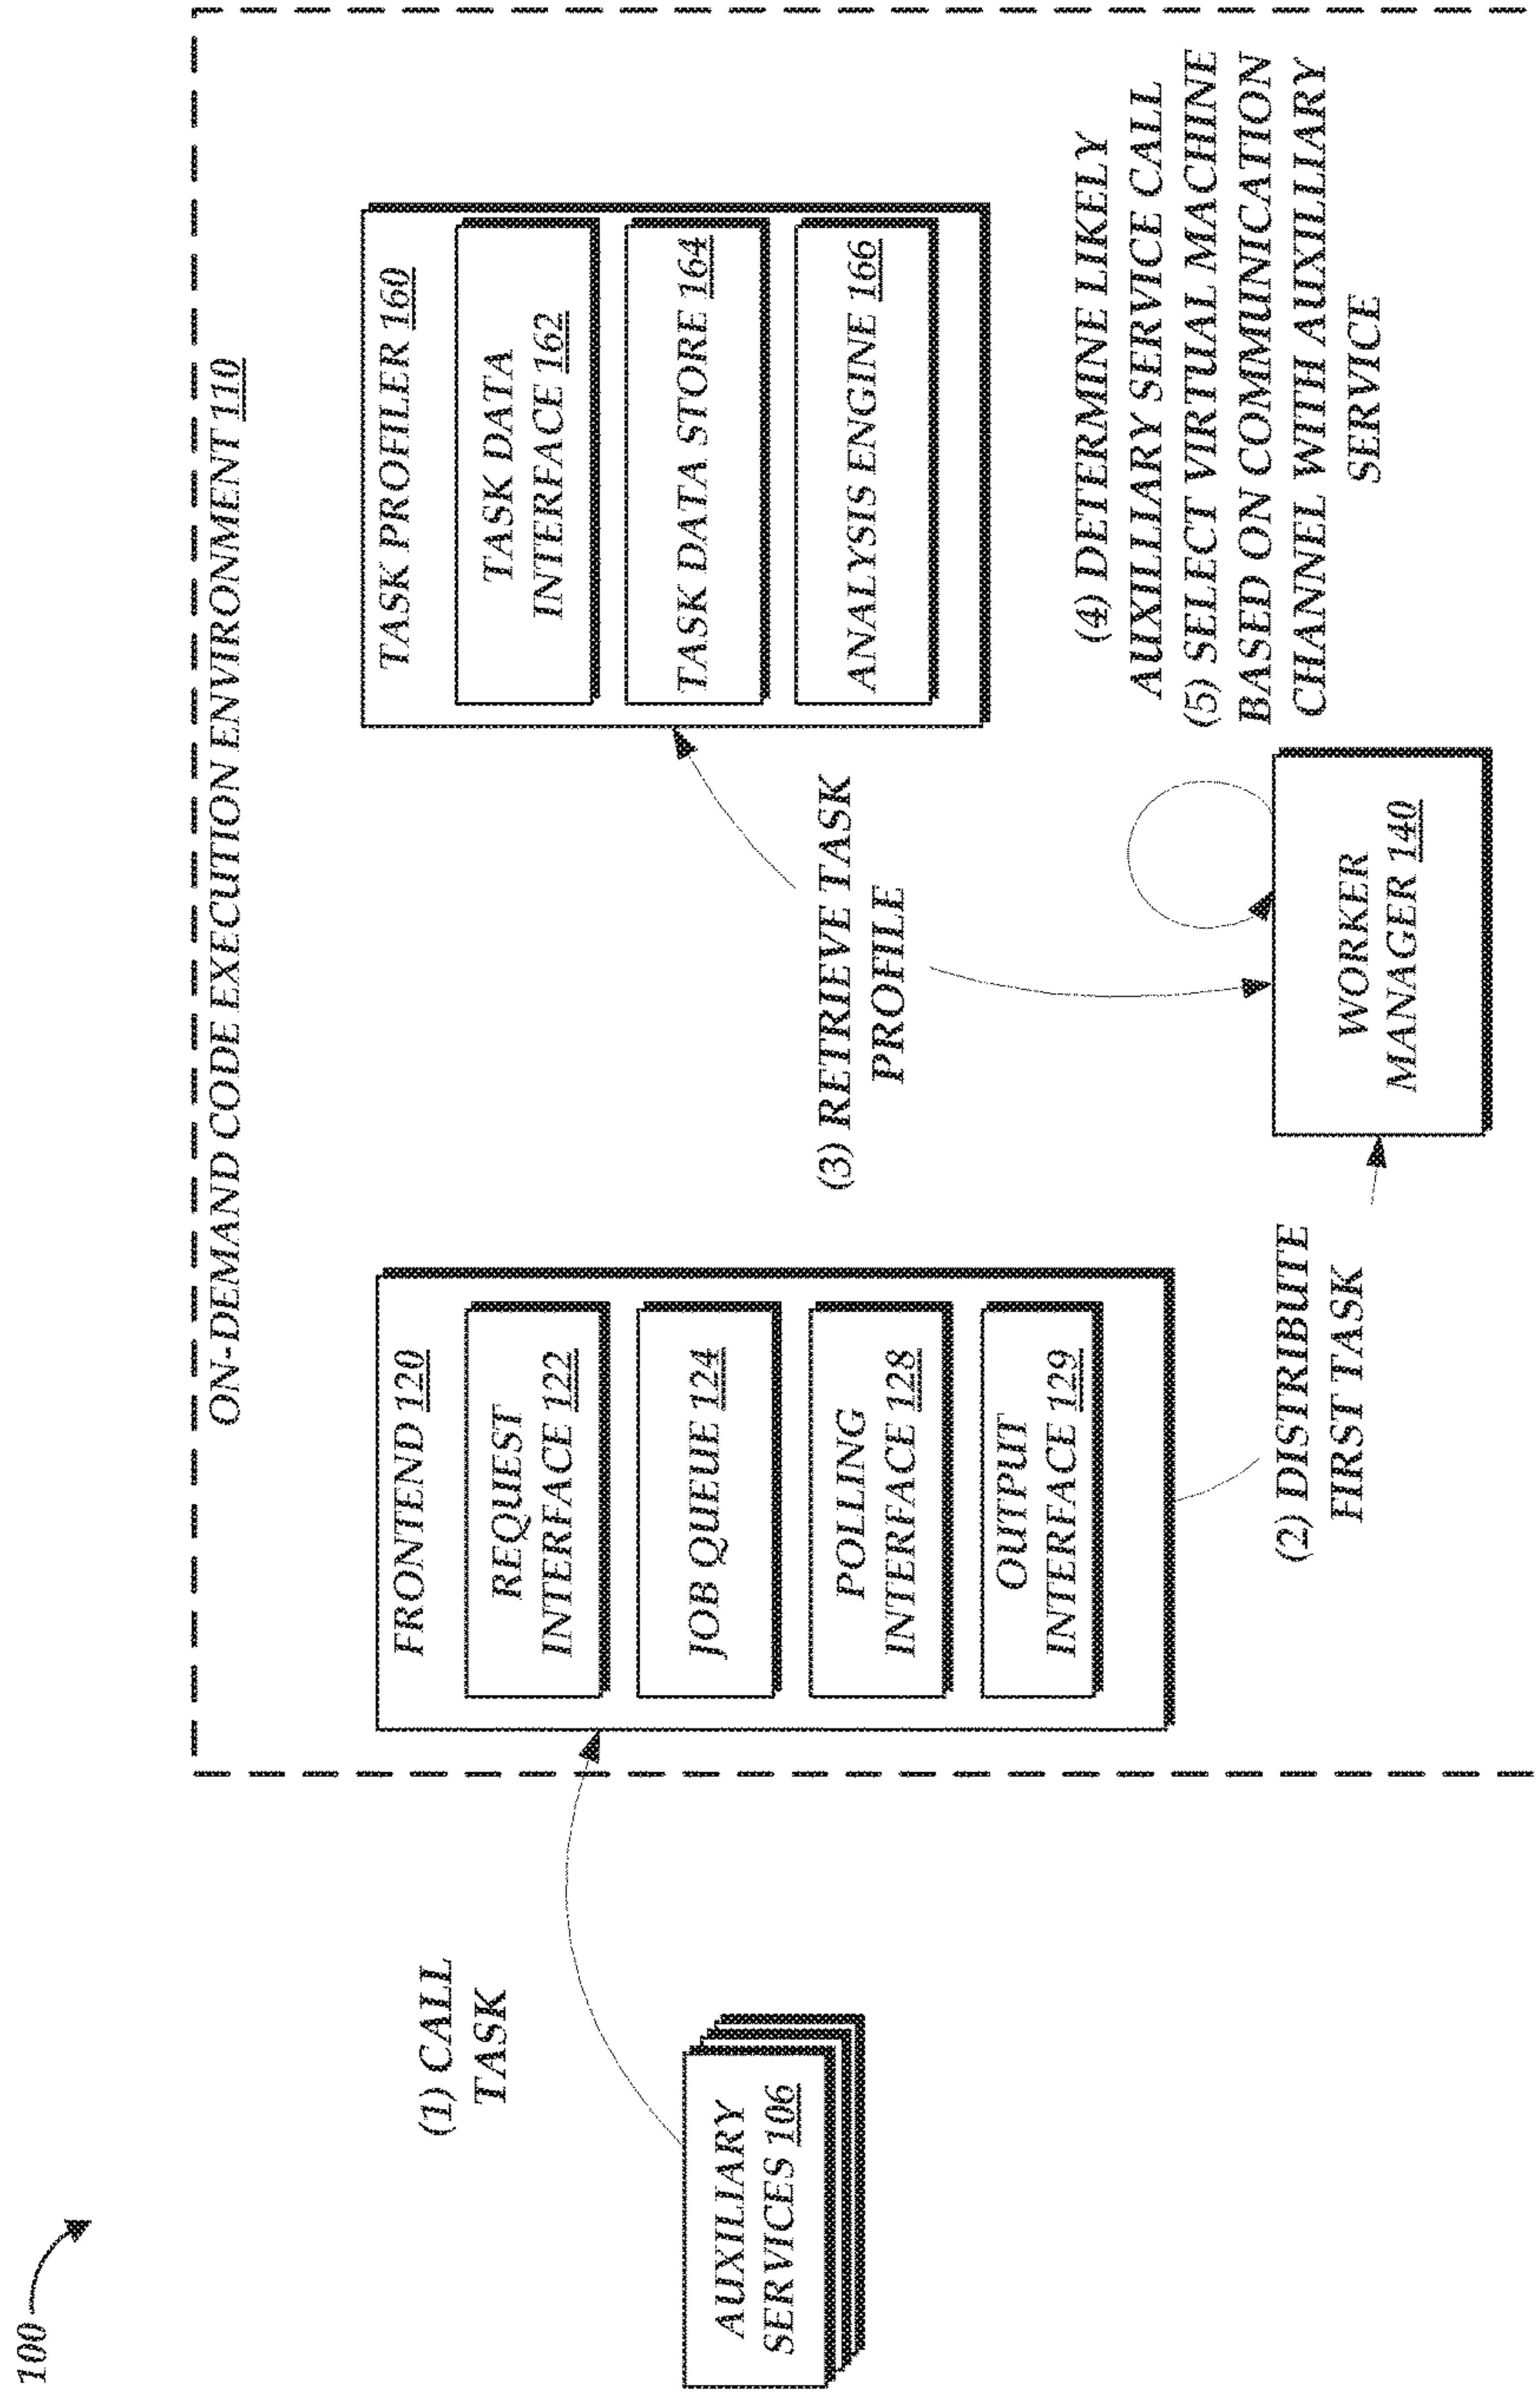 100
ON-DEMAND CODE EXECUTION ENVIRONMENT 110
(1) CALL
TASK
AUXILIARY
SERVICES 106
FRONTEND 120
REQUEST
INTERFACE 122
JOB QUEUE 124
POLLING
INTERFACE 128
OUTPUT
INTERFACE 129
(2) DISTRIBUTE
FIRST TASK
(3) RETRIEVE TASK
PROFILE
WORKER
MANAGER 140
TASK PROFILER 160
TASK DATA
INTERFACE 162
TASK DATA STORE 164
ANALYSIS ENGINE 166
(4) DETERMINE LIKELY
AUXILLIARY SERVICE CALL
(5) SELECT VIRTUAL MACHINE
BASED ON COMMUNICATION
CHANNEL WITH AUXILLIARY
SERVICE